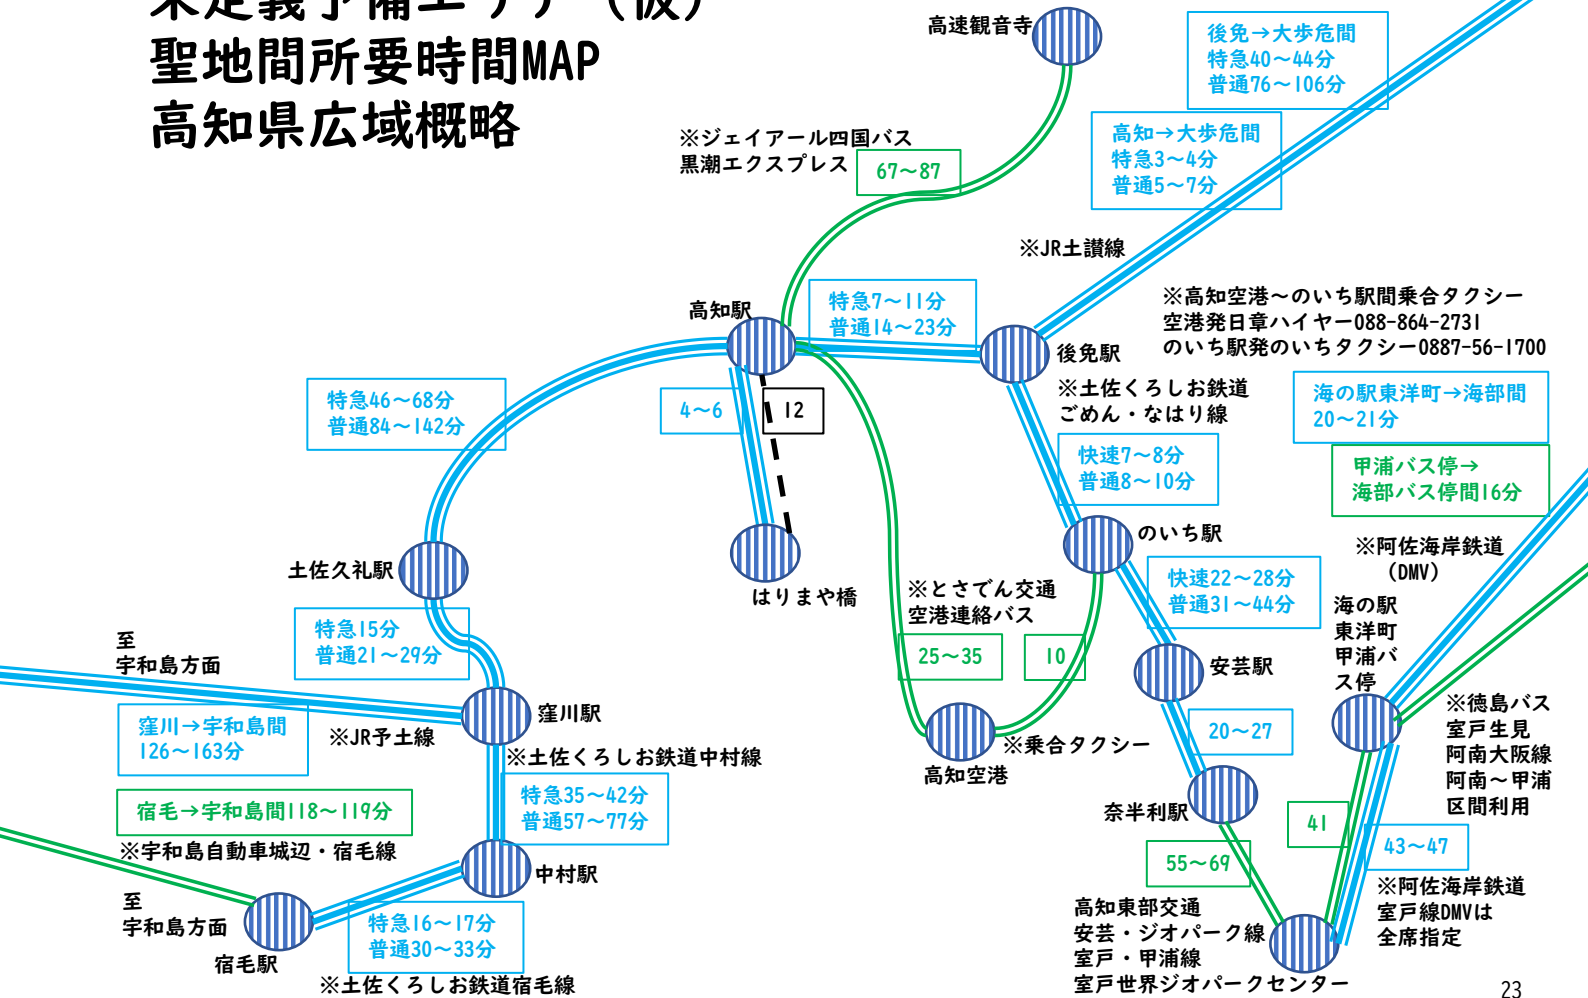 未定義予備エリア（仮）
聖地間所要時間MAP
高知県広域概略
高速観音寺
後免→大歩危間
特急40～44分
普通76～106分
※ジェイアール四国バス
黒潮エクスプレス
67～87
高知→大歩危間
特急3～4分
普通5～7分
※JR土讃線
高知駅
特急7～11分
普通14～23分
後免駅
※高知空港～のいち駅間乗合タクシー
空港発日章ハイヤー088-864-2731
のいち駅発のいちタクシー0887-56-1700
特急46～68分
普通84～142分
4～6
12
※土佐くろしお鉄道
ごめん・なはり線
海の駅東洋町→海部間
20～21分
快速7～8分
普通8～10分
甲浦バス停→
海部バス停間16分
のいち駅
土佐久礼駅
はりまや橋
※阿佐海岸鉄道
（DMV）
※とさでん交通
空港連絡バス
快速22～28分
普通31～44分
海の駅
東洋町
甲浦バ
ス停
特急15分
普通21～29分
至
宇和島方面
25～35
10
安芸駅
窪川駅
窪川→宇和島間
126～163分
※JR予土線
※土佐くろしお鉄道中村線
高知空港
※乗合タクシー
20～27
※徳島バス
室戸生見
阿南大阪線
阿南～甲浦
区間利用
宿毛→宇和島間118～119分
※宇和島自動車城辺・宿毛線
特急35～42分
普通57～77分
奈半利駅
41
43～47
55～69
中村駅
至
宇和島方面
特急16～17分
普通30～33分
宿毛駅
※土佐くろしお鉄道宿毛線
高知東部交通
安芸・ジオパーク線
室戸・甲浦線
室戸世界ジオパークセンター
※阿佐海岸鉄道
室戸線DMVは
全席指定
23